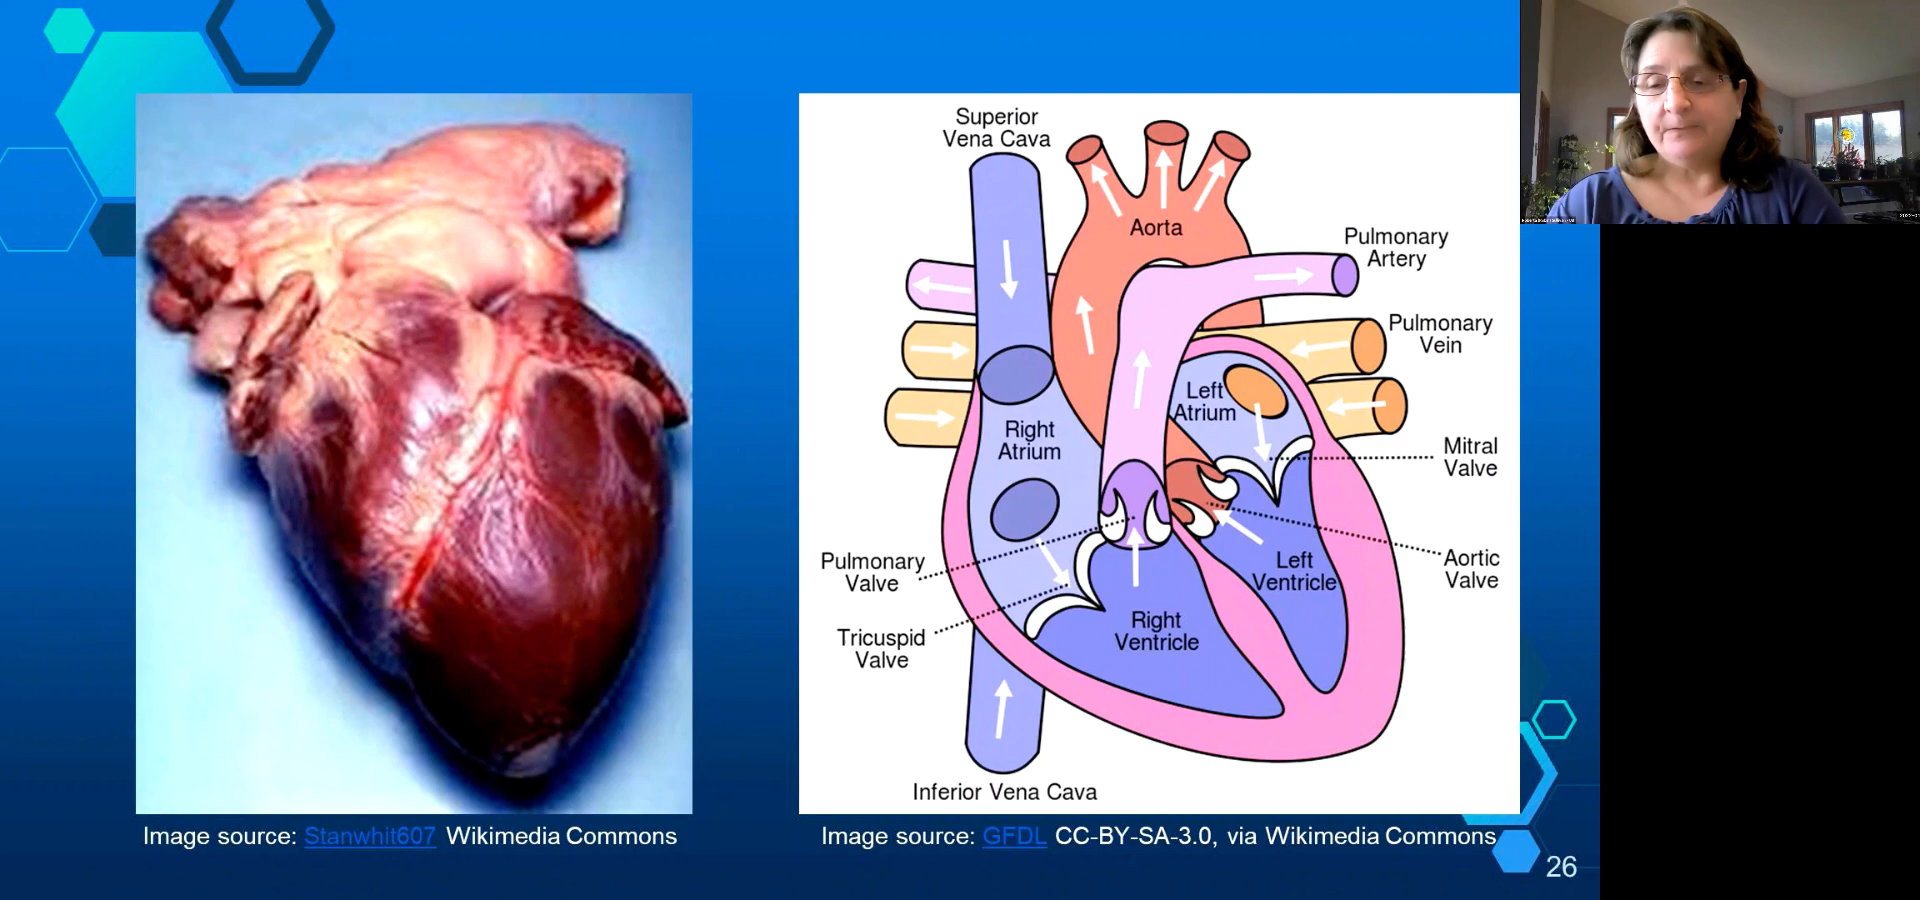 Superior
Vena Cava
Aorta
Pulmonary
Artery
Pulmonary
Vein
Left
Atrium
Right
Atrium
Mitral
Valve
Pulmonary
Valve
Left
Ventricle
Aortic
Valve
Right
Ventricle
Tricuspid
Valve
Inferior Vena Cava
Image source: Stanwhit607 Wikimedia Commons
Image source: GFDL CC-BY-SA-3.0, via Wikimedia Commons
26